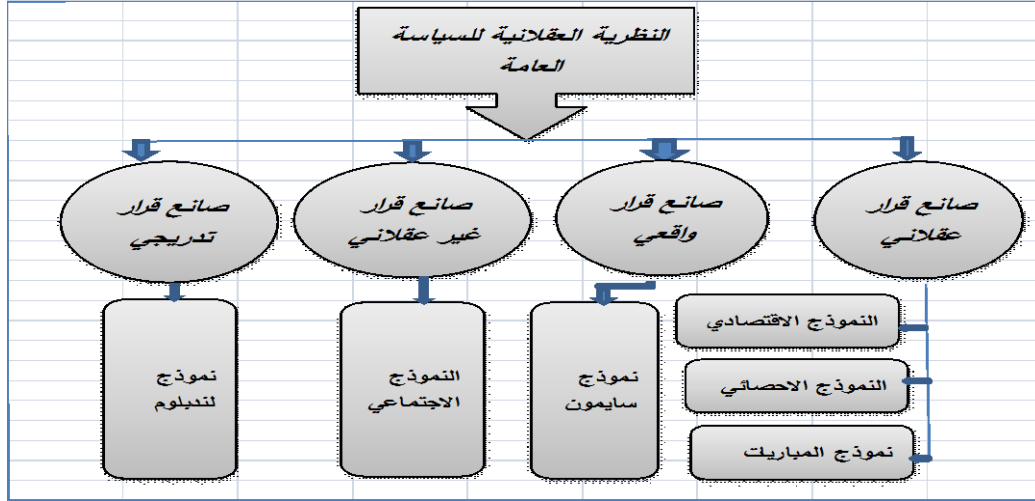 النظرية العقلانية للسياسة
العامة
صانع قرار
عقلاني
صانع قرار
واقعي
صانع قرار
غير عقلاني
صانع قرار
تدريجي
النموذج الاقتصادي
النموذج الاحصائي
نموذج المباريات
نموذج
سايمون
النموذج
الاجتماعي
نموذج
لندبلوم